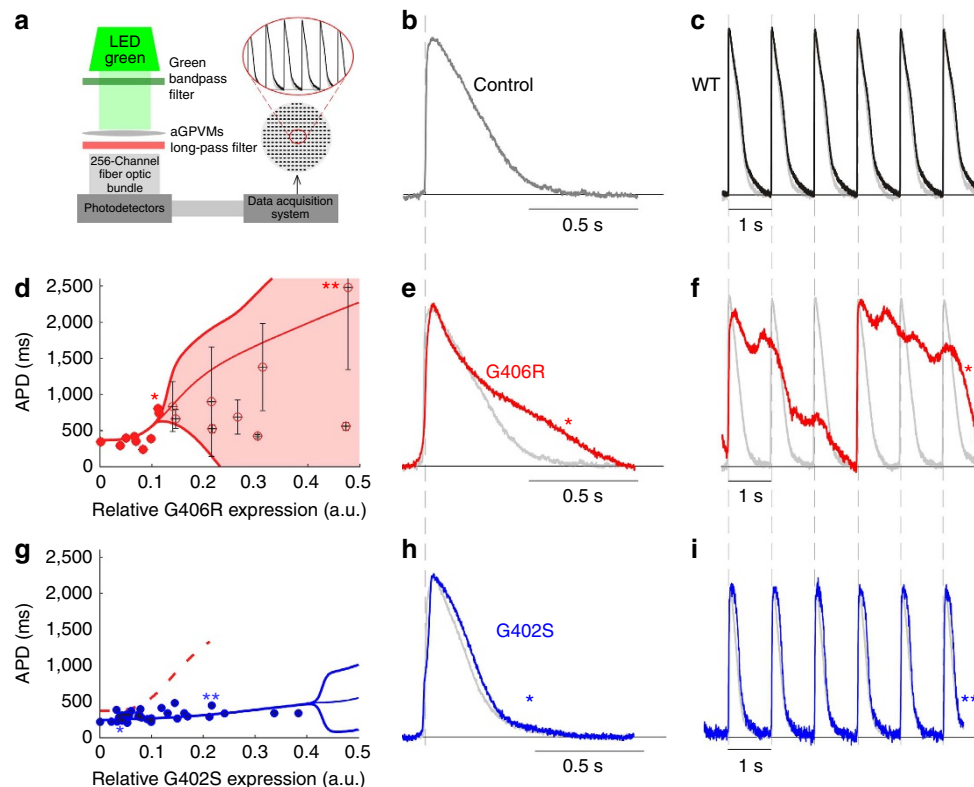 a
LED
green
Green
bandpass
filter
aGPVMs
long-pass filter
256-Channel
fiber optic
bundle
Photodetectors
Data acquisition
system
b
Control
0.5 s
c
WT
1 s
d
APD (ms)
2,500
2,000
1,500
1,000
500
0
**
*
0 0.1 0.2 0.3 0.4 0.5
Relative G406R expression (a.u.)
e
G406R
*
0.5 s
f
*
1 s
g
APD (ms)
2,500
2,000
1,500
1,000
500
0
**
*
0 0.1 0.2 0.3 0.4 0.5
Relative G402S expression (a.u.)
h
G402S
*
0.5 s
i
**
1 s